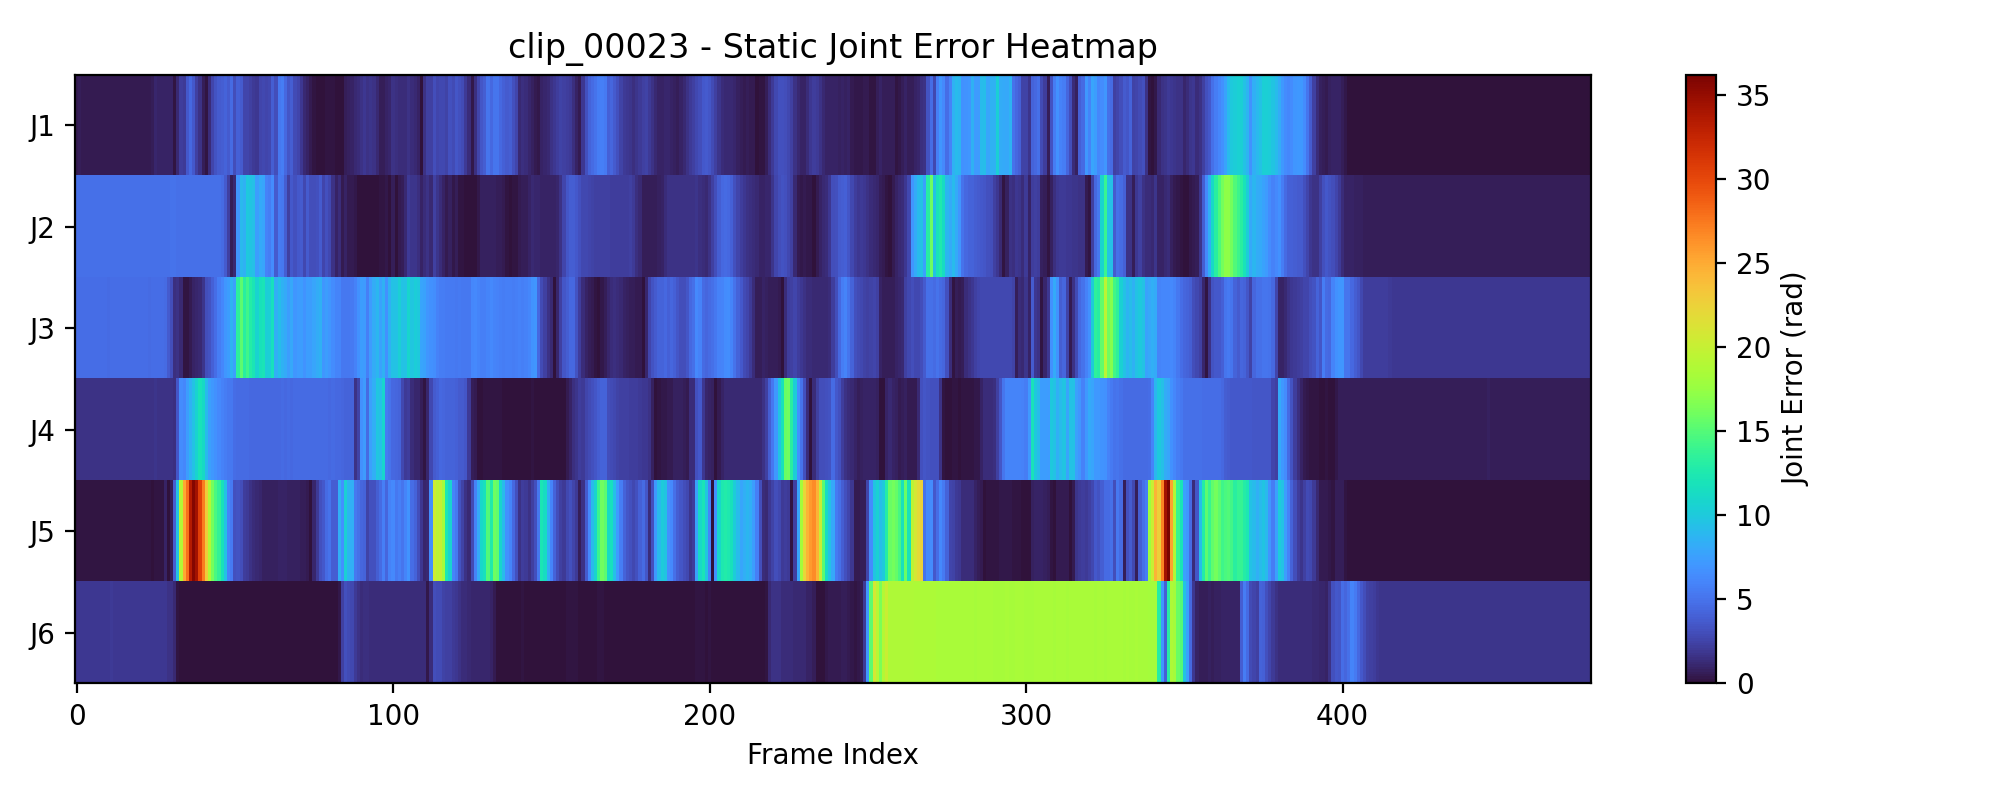 clip_00023 - Static Joint Error Heatmap
J1
J2
J3
J4
J5
J6
0 100 200 300 400
Frame Index
35
30
25
20
15
10
5
0
Joint Error (rad)